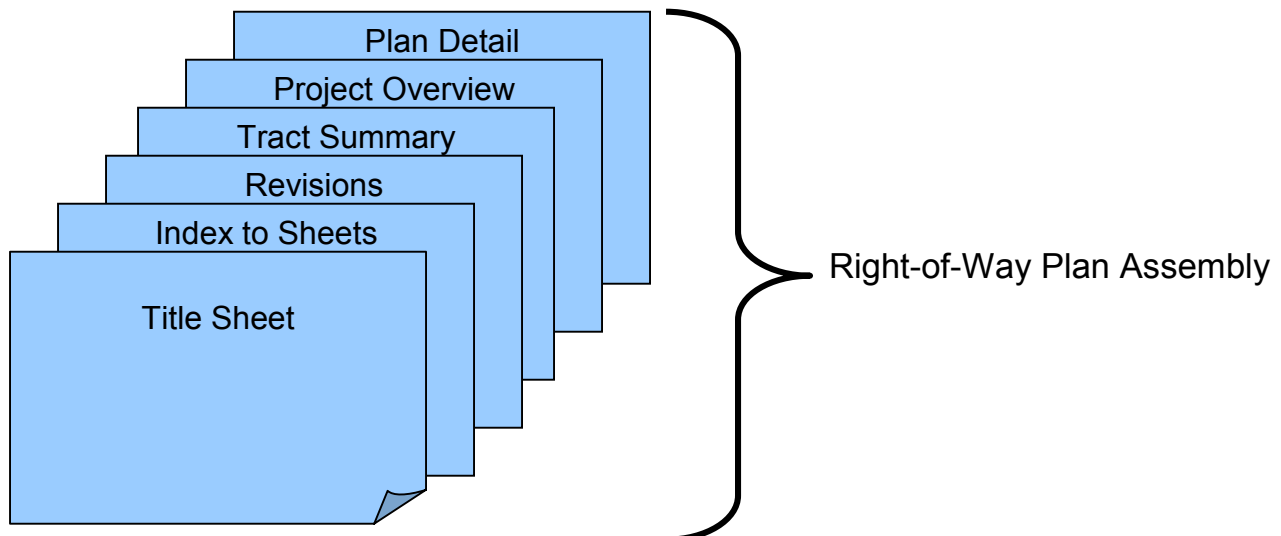 Plan Detail
Project Overview
Tract Summary
Revisions
Index to Sheets
Title Sheet
Right-of-Way Plan Assembly